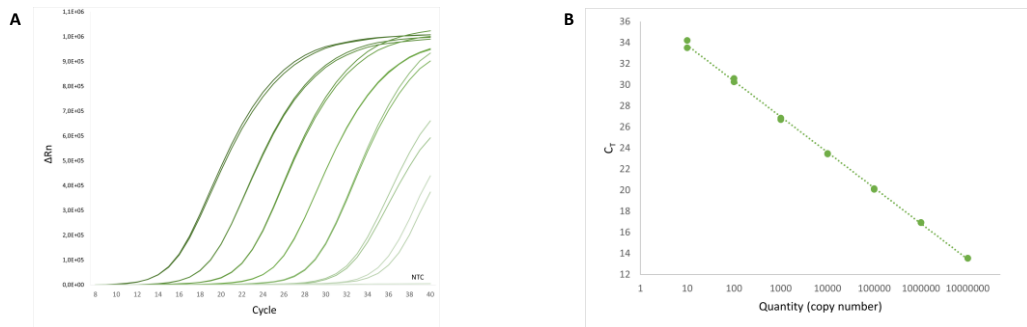 A
1,1E+06
1,0E+06
9,0E+05
8,0E+05
7,0E+05
6,0E+05
5,0E+05
4,0E+05
3,0E+05
2,0E+05
1,0E+05
0,0E+00
ΔRn
NTC
8 10 12 14 16 18 20 22 24 26 28 30 32 34 36 38 40
Cycle
B
36
34
32
30
28
26
24
22
20
18
16
14
12
CT
1 10 100 1000 10000 100000 1000000 10000000
Quantity (copy number)